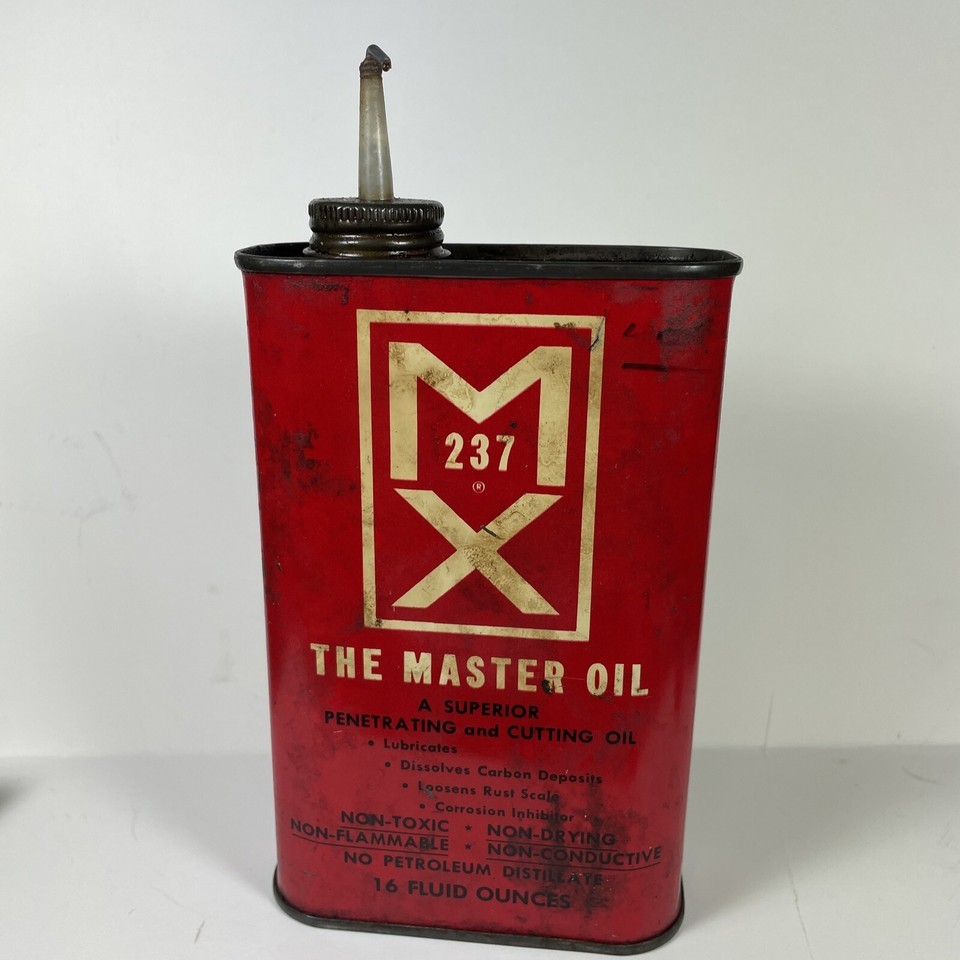 M
237
®
X
THE MASTER OIL
A SUPERIOR
PENETRATING and CUTTING OIL
• Lubricates
• Dissolves Carbon Deposits
• Loosens Rust Scale
• Corrosion Inhibitor
NON-TOXIC * NON-DRYING
NON-FLAMMABLE * NON-CONDUCTIVE
NO PETROLEUM DISTILLATE
16 FLUID OUNCES